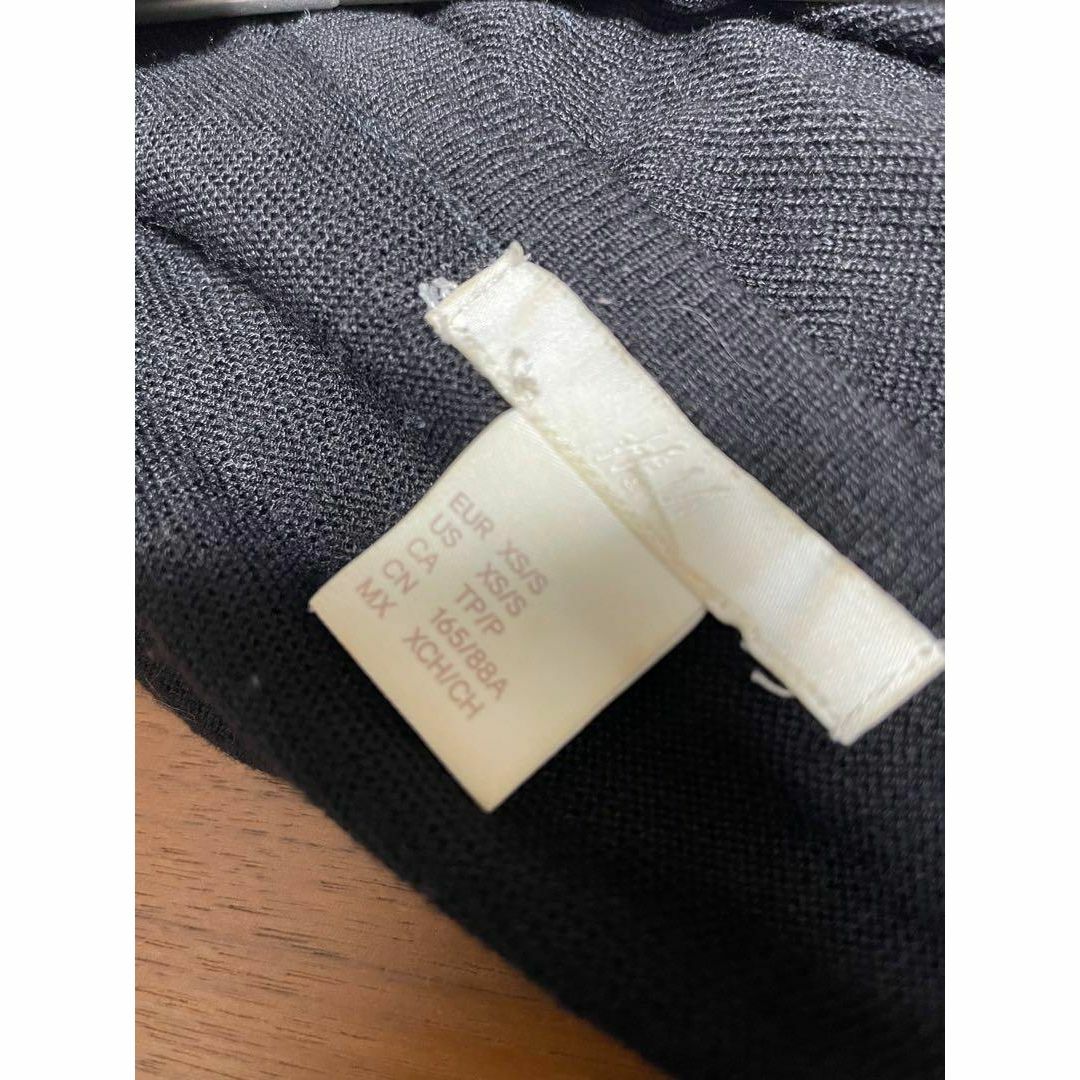 EUR XS/S
US XS/S
CA TP/P
CN 165/88A
MX XCH/CH